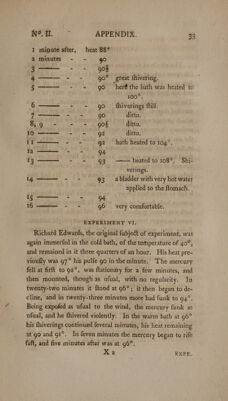 Nº. II. APPENDIX. 33
1 minute after, heat 88°
2 minutes - - 90
3 —— - - 90½
4 —— - - 90° great shivering.
5 —— - - 90 here the bath was heated to
100°.
6 —— - - 90 shiverings still.
7 —— - - 90 ditto.
8, 9 —— - - 90½ ditto.
10 —— - - 92 ditto.
11 —— - - 92 bath heated to 104°.
12 —— - - 94
13 —— - - 93 —— heated to 108°. Shi-
verings.
14 —— - - 93 a bladder with very hot water
applied to the stomach.
15 —— - - 94
16 —— - - 96 very comfortable.
EXPERIMENT VI.
Richard Edwards, the original subject of experiment, was
again immersed in the cold bath, of the temperature of 40°,
and remained in it three quarters of an hour. His heat pre-
viously was 97° his pulse 90 in the minute. The mercury
fell at first to 92°, was stationary for a few minutes, and
then mounted, though as usual, with no regularity. In
twenty-two minutes it stood at 96°; it then began to de-
cline, and in twenty-three minutes more had sunk to 94°.
Being exposed as usual to the wind, the mercury sunk as
usual, and he shivered violently. In the warm bath at 96°
his shiverings continued several minutes, his heat remaining
at 90 and 91°. In seven minutes the mercury began to rise
fast, and five minutes after was at 96°.
X 2 EXPE-